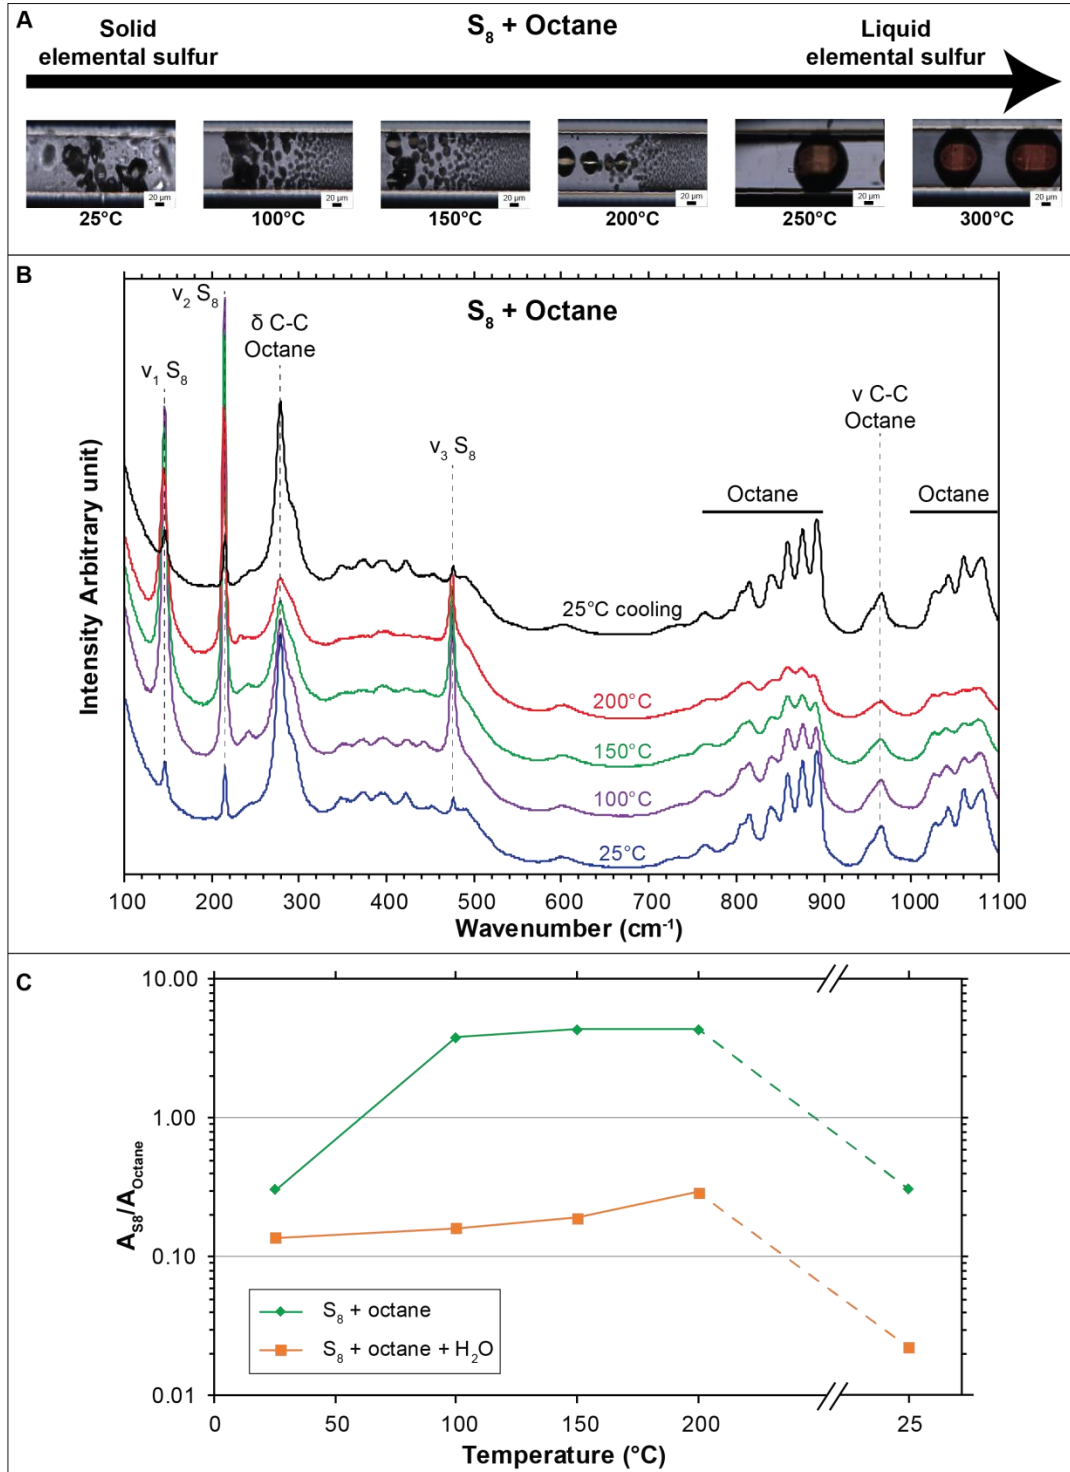 A
Solid
elemental sulfur
S8 + Octane
Liquid
elemental sulfur
20 µm
20 µm
20 µm
20 µm
20 µm
20 µm
25°C
100°C
150°C
200°C
250°C
300°C
B
S8 + Octane
ν2 S8
δ C-C
Octane
ν1 S8
ν3 S8
ν C-C
Octane
Octane
Octane
25°C cooling
200°C
150°C
100°C
25°C
Intensity Arbitrary unit)
100 200 300 400 500 600 700 800 900 1000 1100
Wavenumber (cm-1)
C
10.00
1.00
0.10
0.01
AS8/AOctane
S8 + octane
S8 + octane + H2O
0 50 100 150 200 25
Temperature (°C)